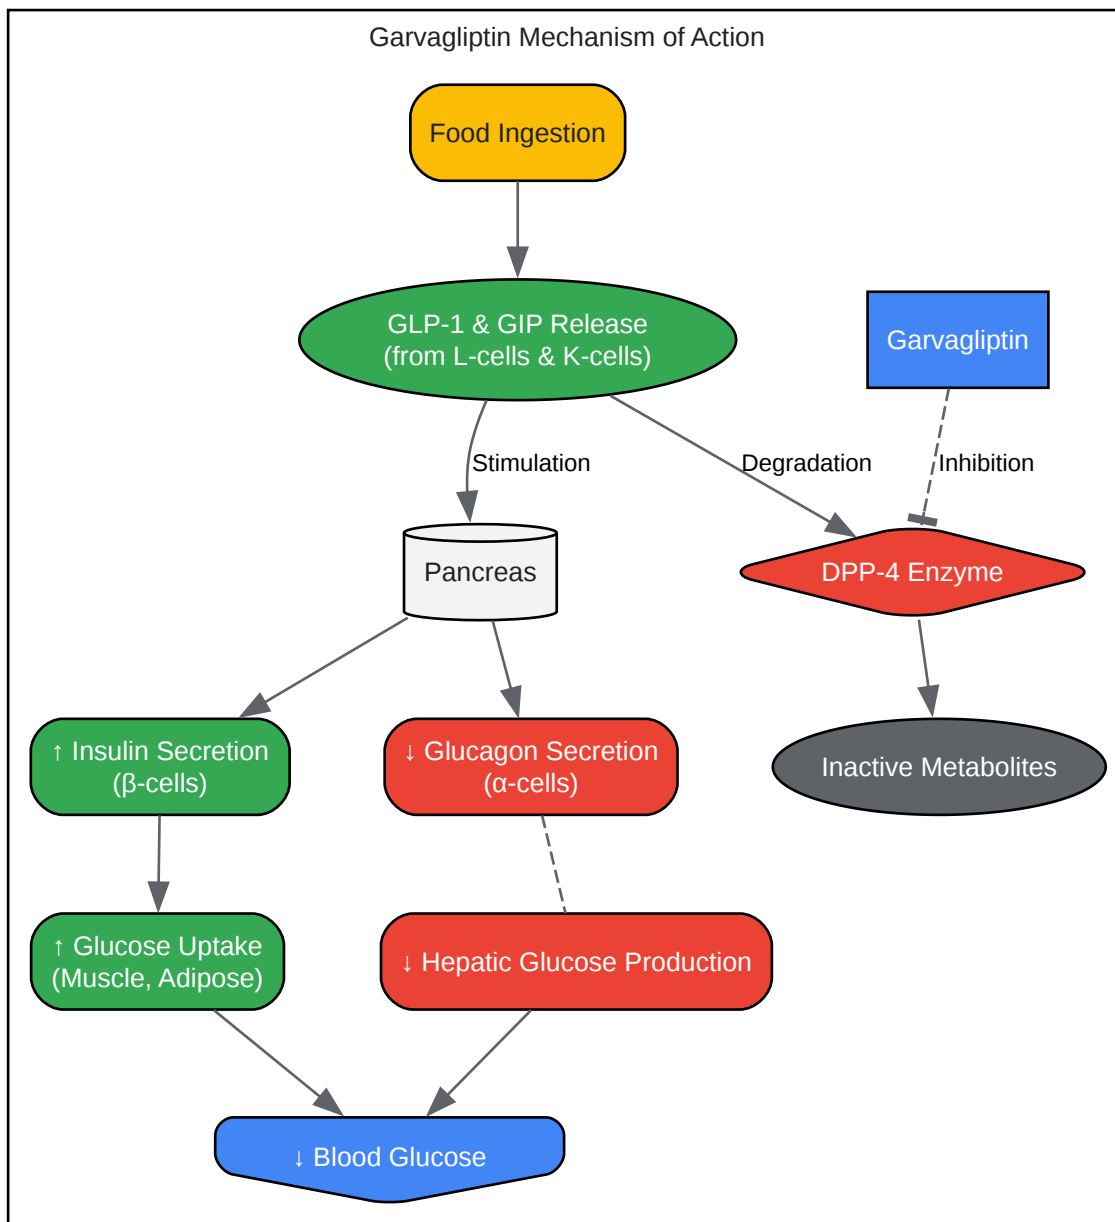 Garvagliptin Mechanism of Action
Food Ingestion
GLP-1 & GIP Release
(from L-cells & K-cells)
Garvagliptin
Stimulation
Degradation
Inhibition
Pancreas
DPP-4 Enzyme
↑ Insulin Secretion
(β-cells)
↓ Glucagon Secretion
(α-cells)
Inactive Metabolites
↑ Glucose Uptake
(Muscle, Adipose)
↓ Hepatic Glucose Production
↓ Blood Glucose